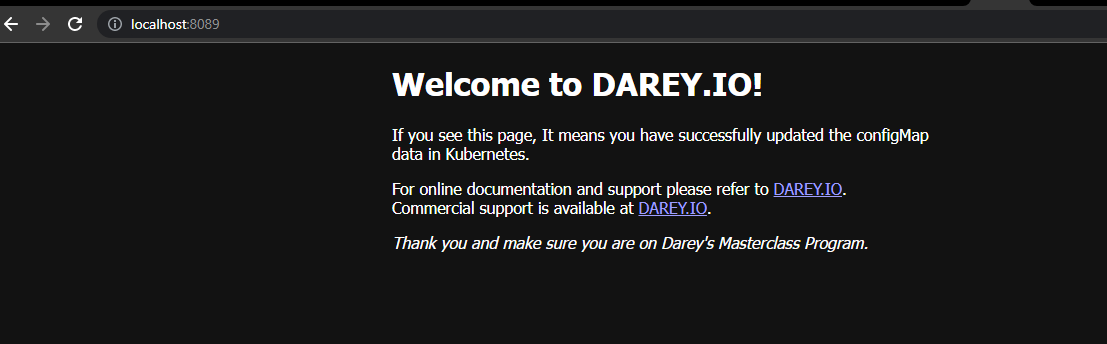 localhost:8089
Welcome to DAREY.IO!
If you see this page, It means you have successfully updated the configMap
data in Kubernetes.
For online documentation and support please refer to DAREY.IO.
Commercial support is available at DAREY.IO.
Thank you and make sure you are on Darey's Masterclass Program.